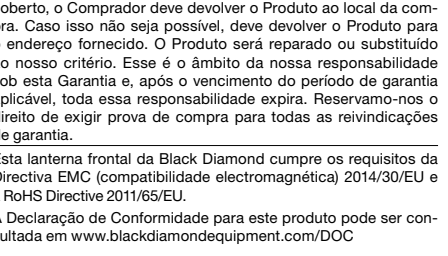 oberto, o Comprador deve devolver o Produto ao local da com-
ra. Caso isso não seja possível, deve devolver o Produto para
endereço fornecido. O Produto será reparado ou substituído
o nosso critério. Esse é o âmbito da nossa responsabilidade
ob esta Garantia e, após o vencimento do período de garantia
plicável, toda essa responsabilidade expira. Reservamo-nos o
ireito de exigir prova de compra para todas as reivindicações
e garantia.
Esta lanterna frontal da Black Diamond cumpre os requisitos da
Directiva EMC (compatibilidade electromagnética) 2014/30/EU e
RoHS Directive 2011/65/EU.
A Declaração de Conformidade para este produto pode ser con-
ultada em www.blackdiamondequipment.com/DOC